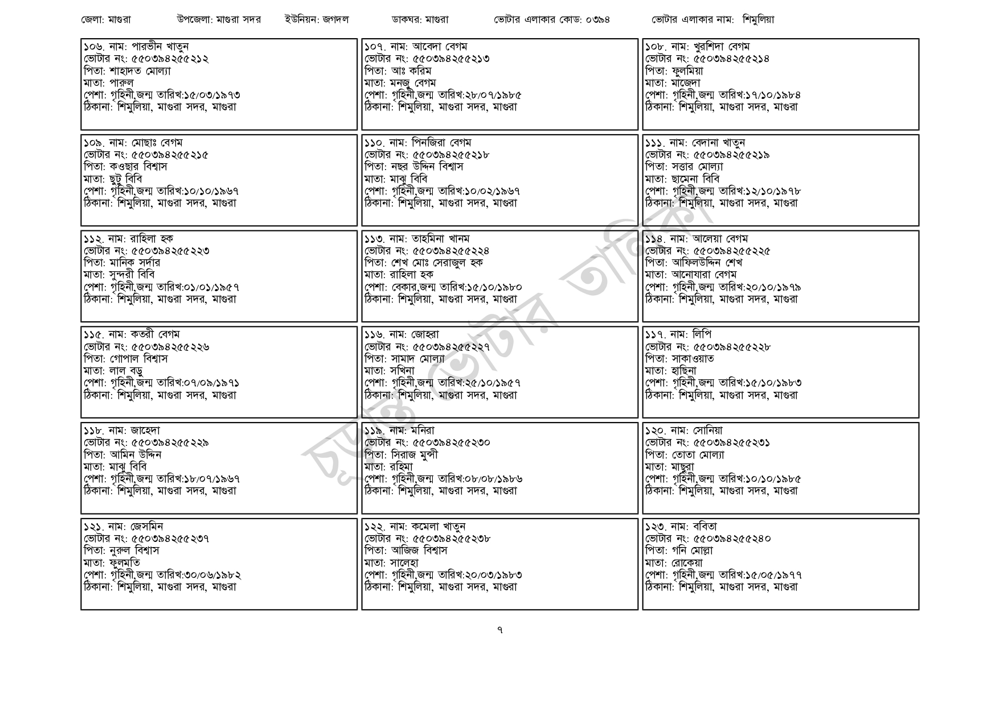 জেলা: মাগুরা উপজেলা: মাগুরা সদর ইউনিয়ন: জগদল ডাকঘর: মাগুরা ভোটার এলাকার কোড: ০৩৯৪ ভোটার এলাকার নাম: শিমুলিয়া
১০৬. নাম: পারভীন খাতুন
ভোটার নং: ৫৫০৩৯৪২৫৫২১২
পিতা: শাহাদত মোল্যা
মাতা: পারুল
পেশা: গৃহিনী,জন্ম তারিখ:১৫/০৩/১৯৭৩
ঠিকানা: শিমুলিয়া, মাগুরা সদর, মাগুরা
১০৭. নাম: আবেদা বেগম
ভোটার নং: ৫৫০৩৯৪২৫৫২১৩
পিতা: আঃ করিম
মাতা: মনজু বেগম
পেশা: গৃহিনী,জন্ম তারিখ:২৮/০৭/১৯৮৫
ঠিকানা: শিমুলিয়া, মাগুরা সদর, মাগুরা
১০৮. নাম: খুরশিদা বেগম
ভোটার নং: ৫৫০৩৯৪২৫৫২১৪
পিতা: ফুলমিয়া
মাতা: মাজেদা
পেশা: গৃহিনী,জন্ম তারিখ:১৭/১০/১৯৮৪
ঠিকানা: শিমুলিয়া, মাগুরা সদর, মাগুরা
১০৯. নাম: মোছাঃ বেগম
ভোটার নং: ৫৫০৩৯৪২৫৫২১৫
পিতা: কওছার বিশ্বাস
মাতা: ছুটু বিবি
পেশা: গৃহিনী,জন্ম তারিখ:১০/১০/১৯৬৭
ঠিকানা: শিমুলিয়া, মাগুরা সদর, মাগুরা
১১০. নাম: পিনজিরা বেগম
ভোটার নং: ৫৫০৩৯৪২৫৫২১৮
পিতা: নছর উদ্দিন বিশ্বাস
মাতা: মাঝু বিবি
পেশা: গৃহিনী,জন্ম তারিখ:১০/০২/১৯৬৭
ঠিকানা: শিমুলিয়া, মাগুরা সদর, মাগুরা
১১১. নাম: বেদানা খাতুন
ভোটার নং: ৫৫০৩৯৪২৫৫২১৯
পিতা: সত্তার মোল্যা
মাতা: ছামেনা বিবি
পেশা: গৃহিনী,জন্ম তারিখ:১২/১০/১৯৭৮
ঠিকানা: শিমুলিয়া, মাগুরা সদর, মাগুরা
১১২. নাম: রাহিলা হক
ভোটার নং: ৫৫০৩৯৪২৫৫২২৩
পিতা: মানিক সর্দার
মাতা: সুন্দরী বিবি
পেশা: গৃহিনী,জন্ম তারিখ:০১/০১/১৯৫৭
ঠিকানা: শিমুলিয়া, মাগুরা সদর, মাগুরা
১১৩. নাম: তাহমিনা খানম
ভোটার নং: ৫৫০৩৯৪২৫৫২২৪
পিতা: শেখ মোঃ সেরাজুল হক
মাতা: রাহিলা হক
পেশা: বেকার,জন্ম তারিখ:১৫/১০/১৯৮০
ঠিকানা: শিমুলিয়া, মাগুরা সদর, মাগুরা
১১৪. নাম: আলেয়া বেগম
ভোটার নং: ৫৫০৩৯৪২৫৫২২৫
পিতা: আফিলউদ্দিন শেখ
মাতা: আনোযারা বেগম
পেশা: গৃহিনী,জন্ম তারিখ:২০/১০/১৯৭৯
ঠিকানা: শিমুলিয়া, মাগুরা সদর, মাগুরা
১১৫. নাম: কতরী বেগম
ভোটার নং: ৫৫০৩৯৪২৫৫২২৬
পিতা: গোপাল বিশ্বাস
মাতা: লাল বড়ু
পেশা: গৃহিনী,জন্ম তারিখ:০৭/০৯/১৯৭১
ঠিকানা: শিমুলিয়া, মাগুরা সদর, মাগুরা
১১৬. নাম: জোহরা
ভোটার নং: ৫৫০৩৯৪২৫৫২২৭
পিতা: সামাদ মোল্যা
মাতা: সখিনা
পেশা: গৃহিনী,জন্ম তারিখ:২৫/১০/১৯৫৭
ঠিকানা: শিমুলিয়া, মাগুরা সদর, মাগুরা
১১৭. নাম: লিপি
ভোটার নং: ৫৫০৩৯৪২৫৫২২৮
পিতা: সাকাওয়াত
মাতা: হাছিনা
পেশা: গৃহিনী,জন্ম তারিখ:১৫/১০/১৯৮৩
ঠিকানা: শিমুলিয়া, মাগুরা সদর, মাগুরা
১১৮. নাম: জাহেদা
ভোটার নং: ৫৫০৩৯৪২৫৫২২৯
পিতা: আমিন উদ্দিন
মাতা: মাঝু বিবি
পেশা: গৃহিনী,জন্ম তারিখ:১৮/০৭/১৯৬৭
ঠিকানা: শিমুলিয়া, মাগুরা সদর, মাগুরা
১১৯. নাম: মনিরা
ভোটার নং: ৫৫০৩৯৪২৫৫২৩০
পিতা: সিরাজ মুন্সী
মাতা: রহিমা
পেশা: গৃহিনী,জন্ম তারিখ:০৮/০৮/১৯৮৬
ঠিকানা: শিমুলিয়া, মাগুরা সদর, মাগুরা
১২০. নাম: সোনিয়া
ভোটার নং: ৫৫০৩৯৪২৫৫২৩১
পিতা: তোতা মোল্যা
মাতা: মাছুরা
পেশা: গৃহিনী,জন্ম তারিখ:১০/১০/১৯৮৫
ঠিকানা: শিমুলিয়া, মাগুরা সদর, মাগুরা
১২১. নাম: জেসমিন
ভোটার নং: ৫৫০৩৯৪২৫৫২৩৭
পিতা: নুরুল বিশ্বাস
মাতা: ফুলমতি
পেশা: গৃহিনী,জন্ম তারিখ:৩০/০৬/১৯৮২
ঠিকানা: শিমুলিয়া, মাগুরা সদর, মাগুরা
১২২. নাম: কমেলা খাতুন
ভোটার নং: ৫৫০৩৯৪২৫৫২৩৮
পিতা: আজিজ বিশ্বাস
মাতা: সালেহা
পেশা: গৃহিনী,জন্ম তারিখ:২০/০৩/১৯৮৩
ঠিকানা: শিমুলিয়া, মাগুরা সদর, মাগুরা
১২৩. নাম: ববিতা
ভোটার নং: ৫৫০৩৯৪২৫৫২৪০
পিতা: গনি মোল্লা
মাতা: রোকেয়া
পেশা: গৃহিনী,জন্ম তারিখ:১৫/০৫/১৯৭৭
ঠিকানা: শিমুলিয়া, মাগুরা সদর, মাগুরা
চূড়ান্ত ভোটার তালিকা
৭